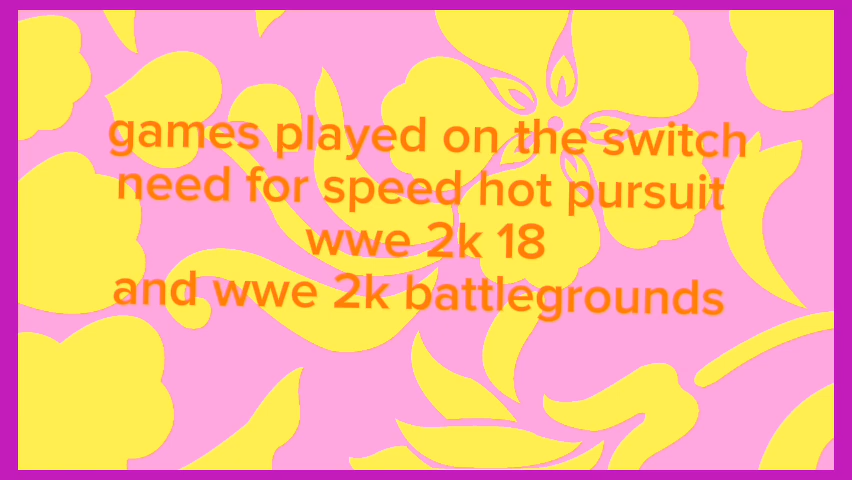 games played on the switch
need for speed hot pursuit
wwe 2k 18
and wwe 2k battlegrounds